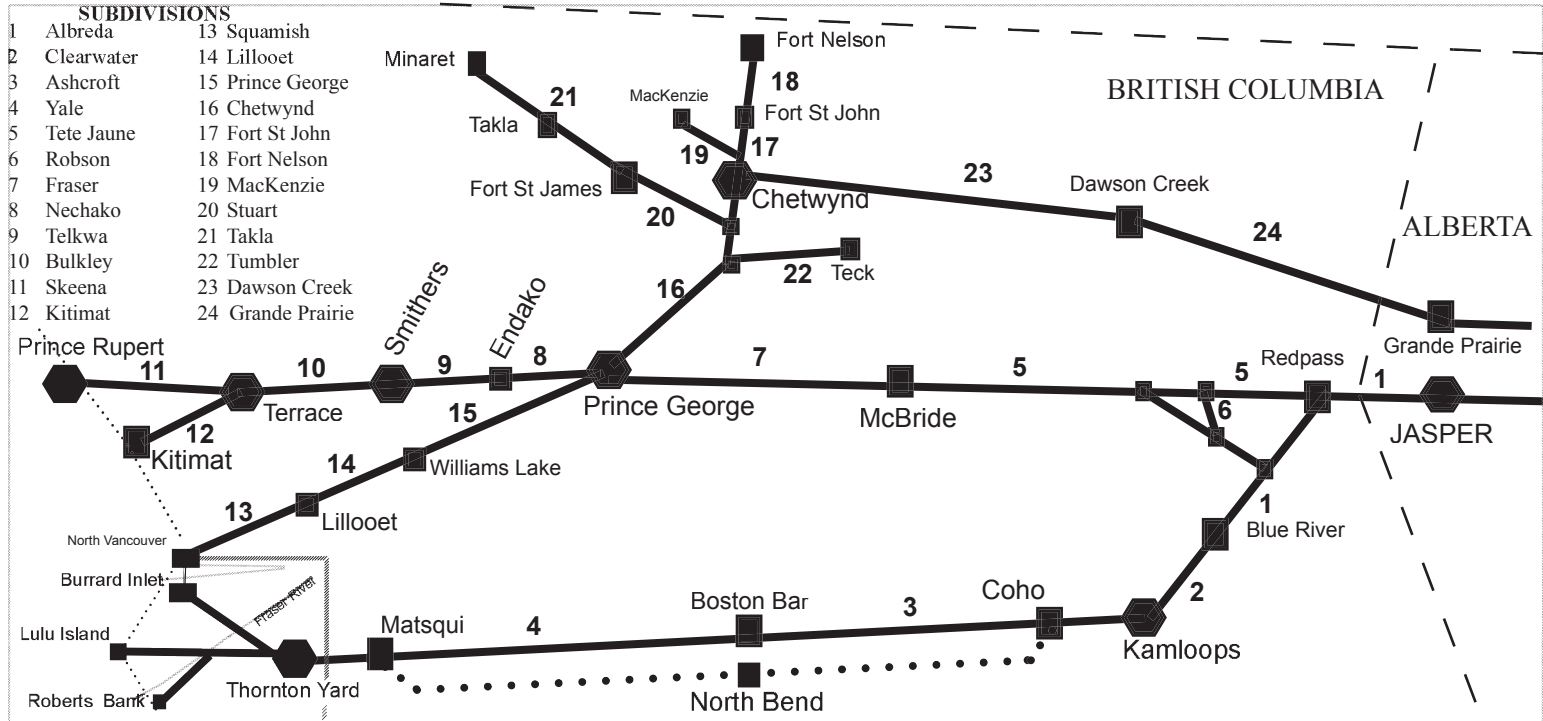 SUBDIVISIONS
1 Albreda 13 Squamish
2 Clearwater 14 Lillooet
3 Ashcroft 15 Prince George
4 Yale 16 Chetwynd
5 Tete Jaune 17 Fort St John
6 Robson 18 Fort Nelson
7 Fraser 19 MacKenzie
8 Nechako 20 Stuart
9 Telkwa 21 Takla
10 Bulkley 22 Tumbler
11 Skeena 23 Dawson Creek
12 Kitimat 24 Grande Prairie
Fort Nelson
Minaret
18
BRITISH COLUMBIA
21
MacKenzie
Fort St John
Takla
19
17
23
Fort St James
Chetwynd
Dawson Creek
20
24
ALBERTA
22
Teck
16
Smithers
Endako
Prince Rupert
11
10
9
8
7
5
5
Redpass
1
Grande Prairie
Terrace
Prince George
McBride
6
JASPER
15
12
Kitimat
14
Williams Lake
13
Lillooet
1
Blue River
North Vancouver
Burrard Inlet
Fraser River
Coho
2
Boston Bar
3
Lulu Island
Matsqui
4
Kamloops
Thornton Yard
Roberts Bank
North Bend